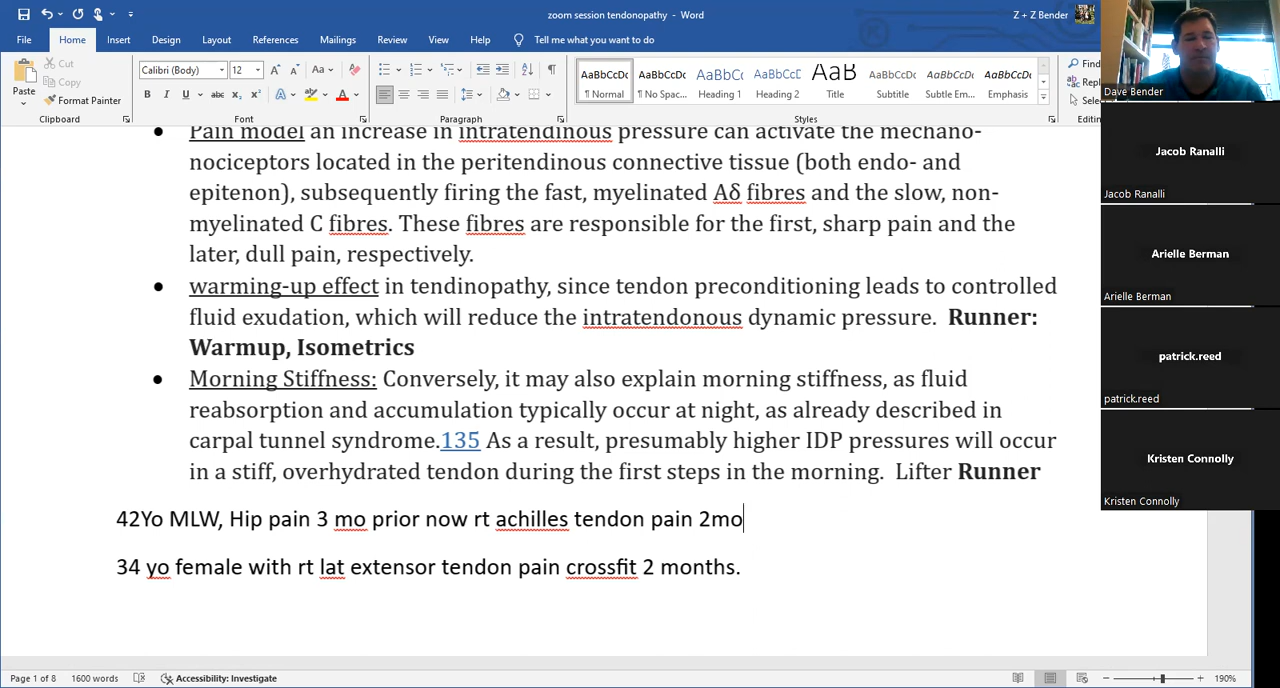 zoom session tendonopathy - Word
Z + Z Bender
File Home Insert Design Layout References Mailings Review View Help Tell me what you want to do
Paste
Cut
Copy
Format Painter
Clipboard
Calibri (Body) 12
Font
Paragraph
AaBbCcDc AaBbCcDc AaBbCc AaBbCcDc AaB AaBbCcDc AaBbCcDc AaBbCcDc
¶ Normal ¶ No Spac... Heading 1 Heading 2 Title Subtitle Subtle Em... Emphasis
Styles
Find
Editin
• Pain model an increase in intratendinous pressure can activate the mechano-
nociceptors located in the peritendinous connective tissue (both endo- and
epitenon), subsequently firing the fast, myelinated Aδ fibres and the slow, non-
myelinated C fibres. These fibres are responsible for the first, sharp pain and the
later, dull pain, respectively.
• warming-up effect in tendinopathy, since tendon preconditioning leads to controlled
fluid exudation, which will reduce the intratendonous dynamic pressure. Runner:
Warmup, Isometrics
• Morning Stiffness: Conversely, it may also explain morning stiffness, as fluid
reabsorption and accumulation typically occur at night, as already described in
carpal tunnel syndrome.135 As a result, presumably higher IDP pressures will occur
in a stiff, overhydrated tendon during the first steps in the morning. Lifter Runner
42Yo MLW, Hip pain 3 mo prior now rt achilles tendon pain 2mo
34 yo female with rt lat extensor tendon pain crossfit 2 months.
Page 1 of 8 1600 words Accessibility: Investigate
190%
Dave Bender
Jacob Ranalli
Jacob Ranalli
Arielle Berman
Arielle Berman
patrick.reed
patrick.reed
Kristen Connolly
Kristen Connolly